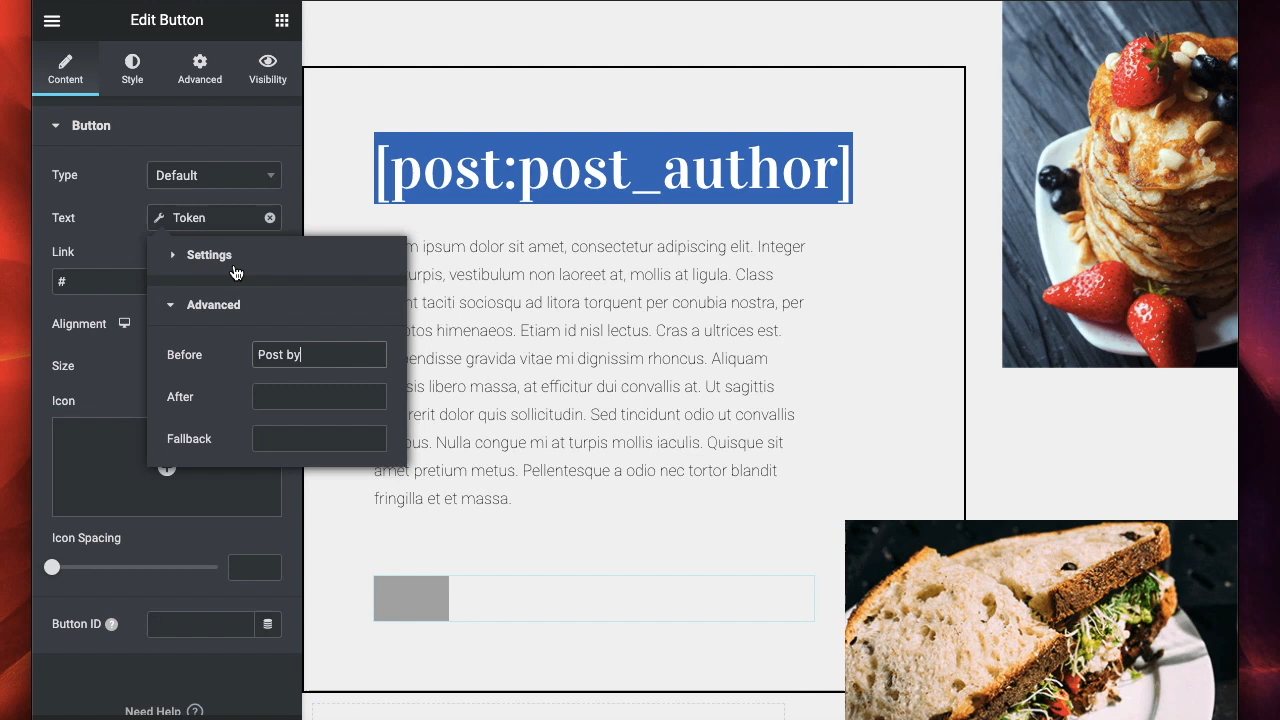 Edit Button
Content
Style
Advanced
Visibility
Button
Type
Default
Text
Token
Link
#
Alignment
Size
Icon
Settings
Advanced
Before
Post by
After
Fallback
Icon Spacing
Button ID
?
Need Help ?
[post:post_author]
ipsum dolor sit amet, consectetur adipiscing elit. Integer
urpis, vestibulum non laoreet at, mollis at ligula. Class
taciti sociosqu ad litora torquent per conubia nostra, per
himenaeos. Etiam id nisl lectus. Cras a ultrices est.
endisse gravida vitae mi dignissim rhoncus. Aliquam
libero massa, at efficitur dui convallis at. Ut sagittis
rerit dolor quis sollicitudin. Sed tincidunt odio ut convallis
Nulla congue mi at turpis mollis iaculis. Quisque sit
amet pretium metus. Pellentesque a odio nec tortor blandit
fringilla et et massa.